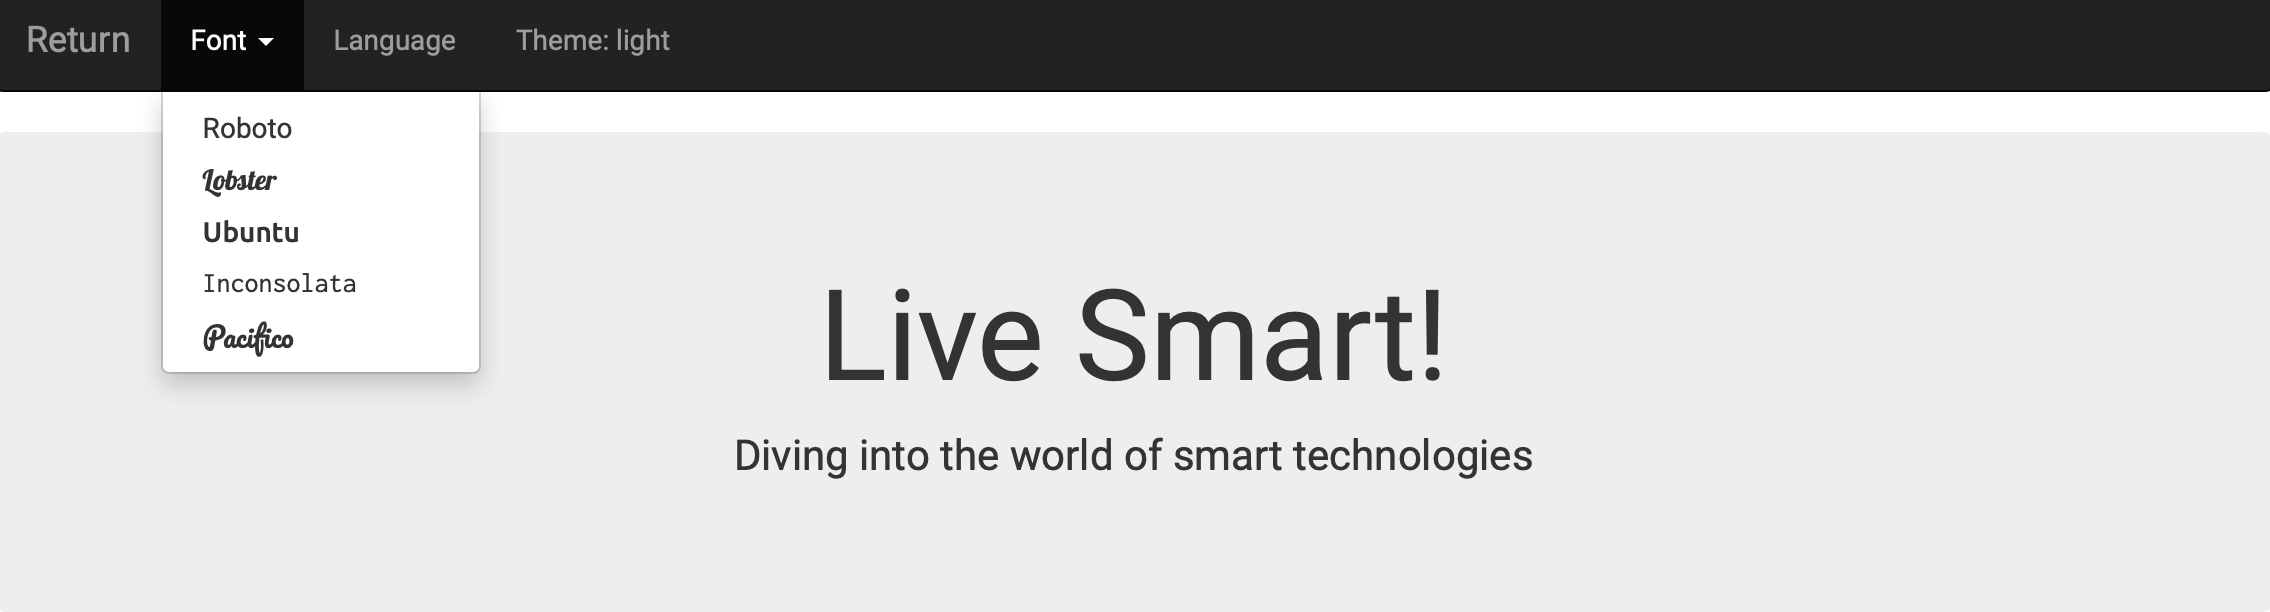 Return Font Language Theme: light
Roboto
Lobster
Ubuntu
Inconsolata
Pacifico
Live Smart!
Diving into the world of smart technologies